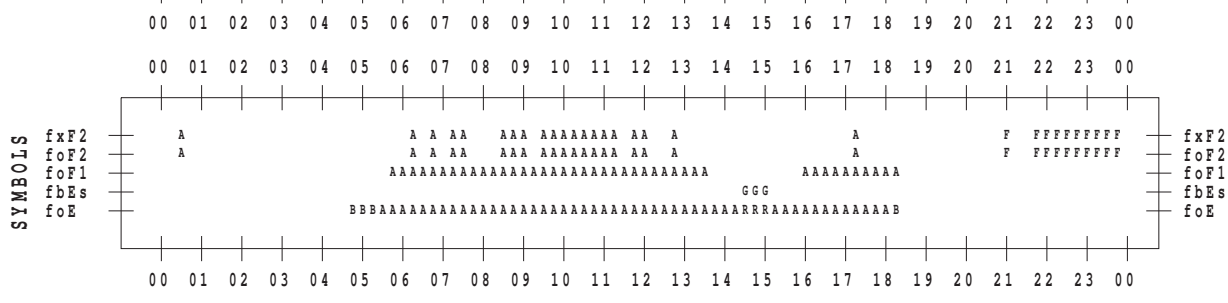 00 01 02 03 04 05 06 07 08 09 10 11 12 13 14 15 16 17 18 19 20 21 22 23 00
00 01 02 03 04 05 06 07 08 09 10 11 12 13 14 15 16 17 18 19 20 21 22 23 00
SYMBOLS
fxF2 A A A AA AAA AAAAAAAA AA A A F FFFFFFFFF fxF2
foF2 A A A AA AAA AAAAAAAA AA A A F FFFFFFFFF foF2
foF1 AAAAAAAAAAAAAAAAAAAAAAAAAAAAAAAA AAAAAAAAAA foF1
fbEs GGG fbEs
foE BBBAAAAAAAAAAAAAAAAAAAAAAAAAAAAAAAAAAAARRRAAAAAAAAAAAAB foE
00 01 02 03 04 05 06 07 08 09 10 11 12 13 14 15 16 17 18 19 20 21 22 23 00